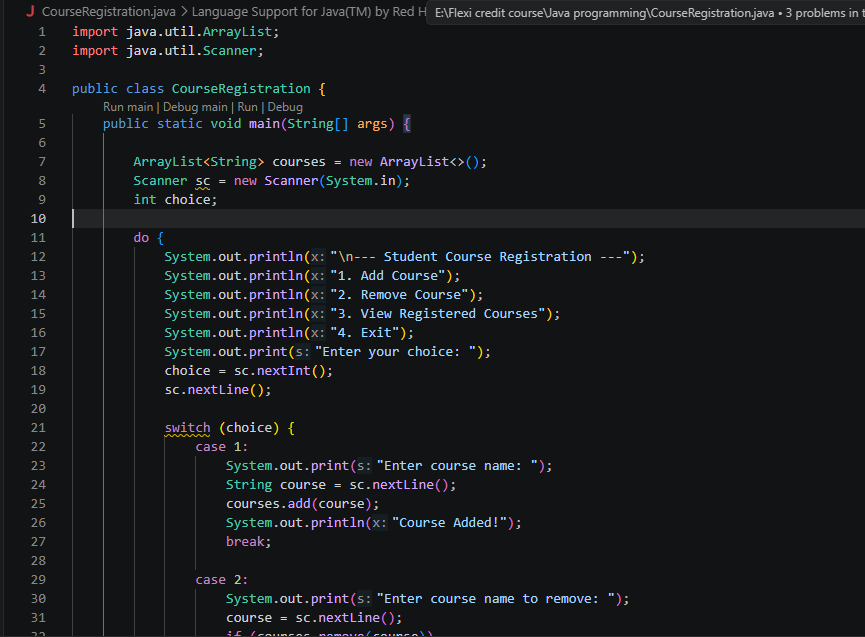 CourseRegistration.java > Language Support for Java(TM) by Red H
E:\Flexi credit course\Java programming\CourseRegistration.java • 3 problems in
1 import java.util.ArrayList;
2 import java.util.Scanner;
3
4 public class CourseRegistration {
Run main | Debug main | Run | Debug
5 public static void main(String[] args) {
6
7 ArrayList<String> courses = new ArrayList<>();
8 Scanner sc = new Scanner(System.in);
9 int choice;
10
11 do {
12 System.out.println(x: "\n--- Student Course Registration ---");
13 System.out.println(x: "1. Add Course");
14 System.out.println(x: "2. Remove Course");
15 System.out.println(x: "3. View Registered Courses");
16 System.out.println(x: "4. Exit");
17 System.out.print(s: "Enter your choice: ");
18 choice = sc.nextInt();
19 sc.nextLine();
20
21 switch (choice) {
22 case 1:
23 System.out.print(s: "Enter course name: ");
24 String course = sc.nextLine();
25 courses.add(course);
26 System.out.println(x: "Course Added!");
27 break;
28
29 case 2:
30 System.out.print(s: "Enter course name to remove: ");
31 course = sc.nextLine();
32 if (courses.remove(course))